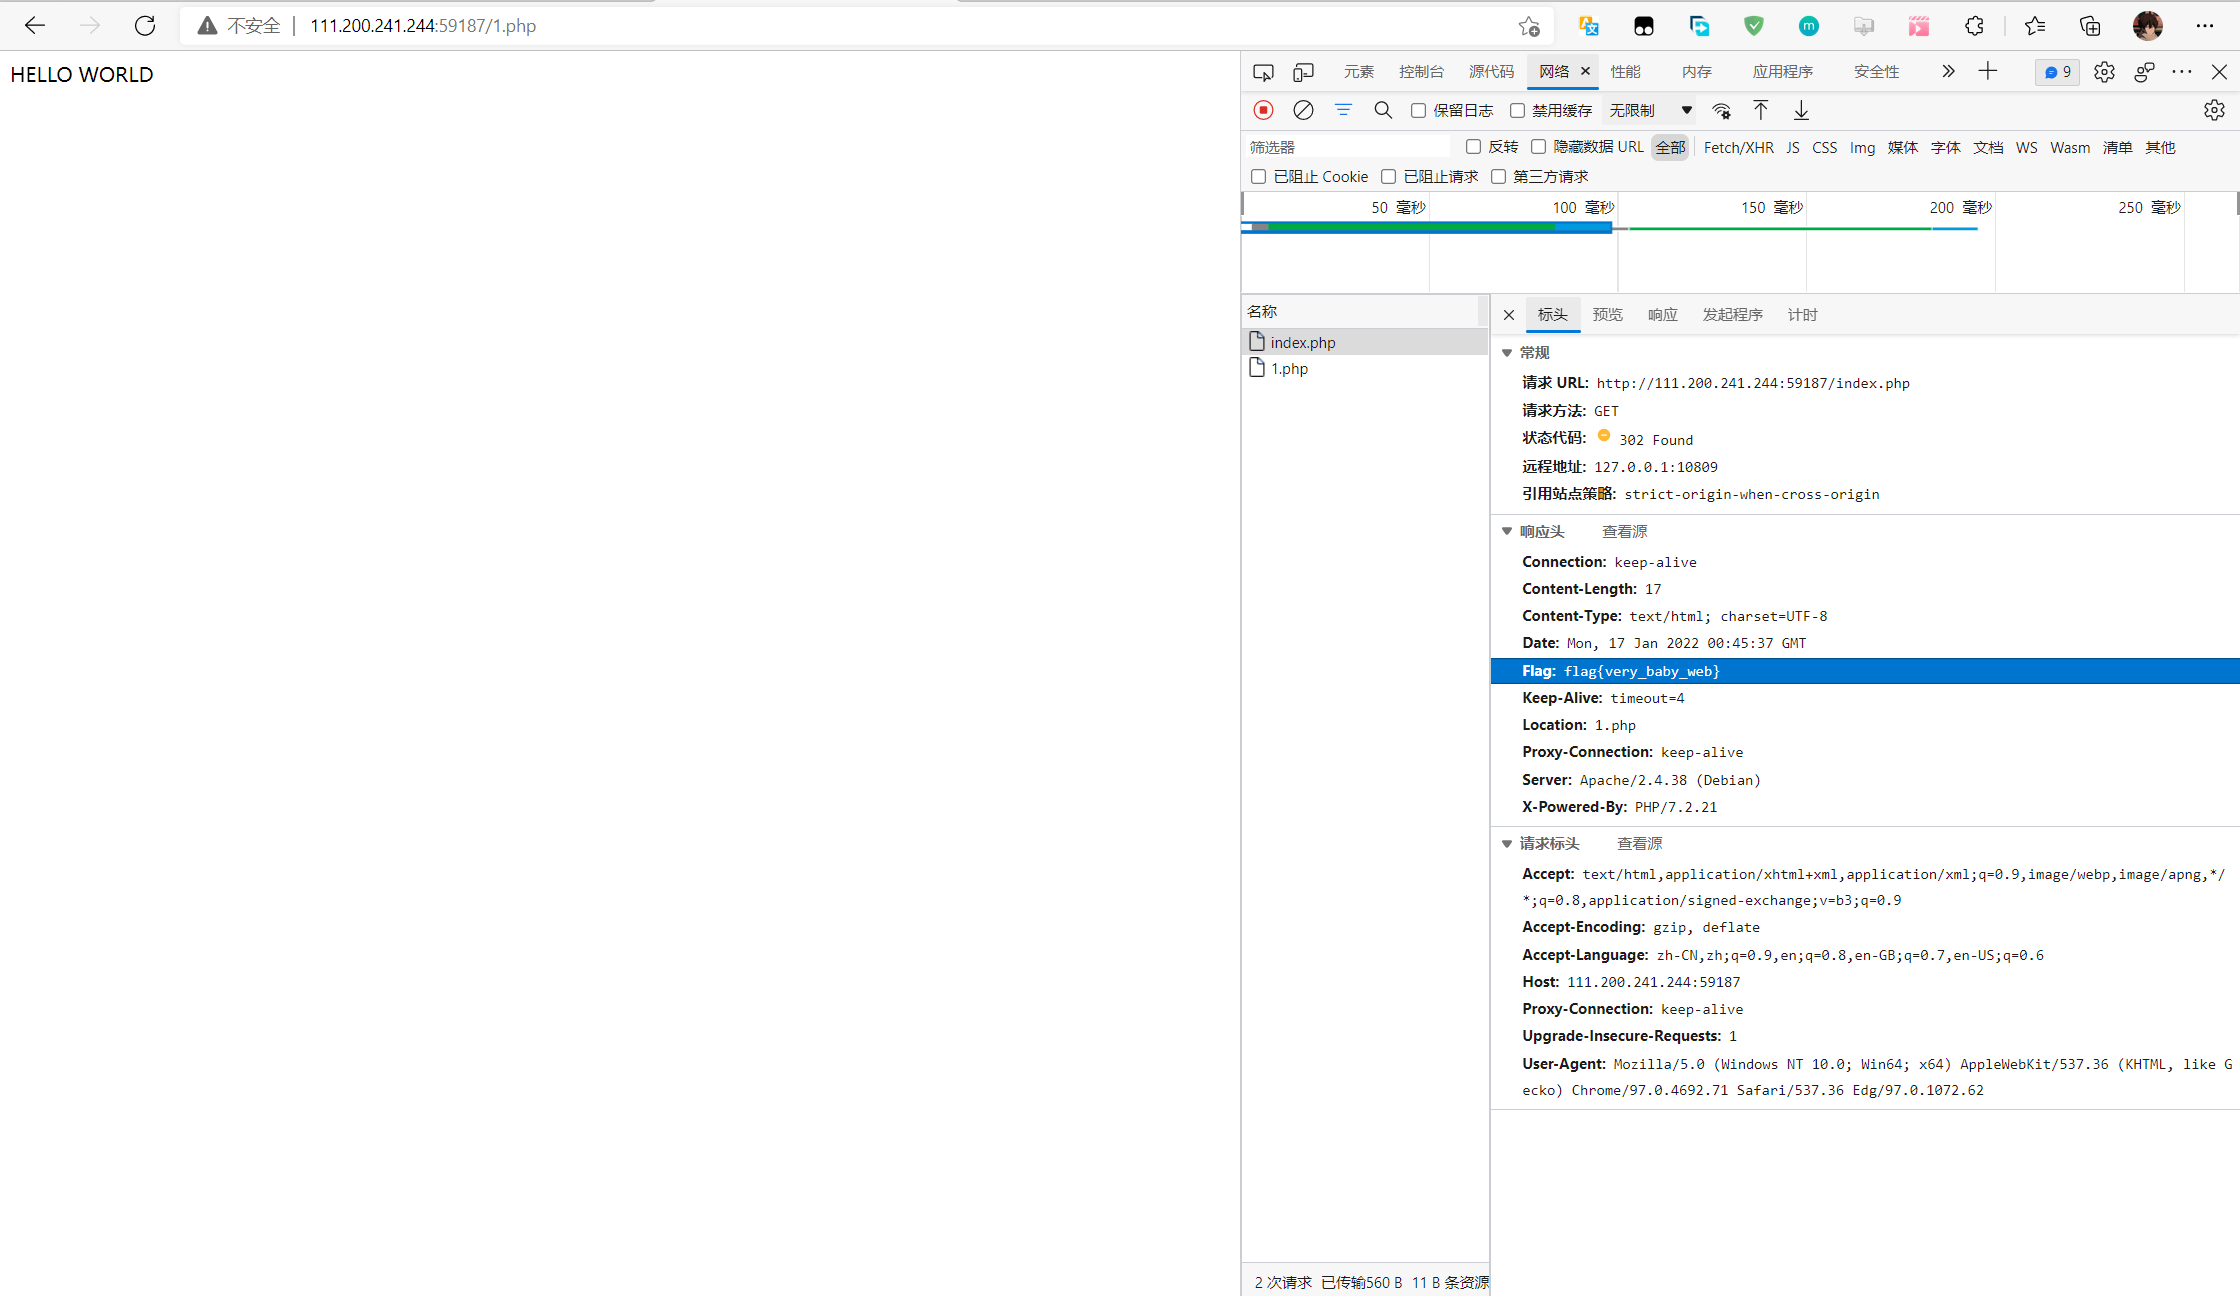 不安全 111.200.241.244:59187/1.php
HELLO WORLD
元素 控制台 源代码 网络 性能 内存 应用程序 安全性 9
保留日志 禁用缓存 无限制
筛选器 反转 隐藏数据 URL 全部 Fetch/XHR JS CSS Img 媒体 字体 文档 WS Wasm 清单 其他
已阻止 Cookie 已阻止请求 第三方请求
50 毫秒 100 毫秒 150 毫秒 200 毫秒 250 毫秒
名称
index.php
1.php
标头 预览 响应 发起程序 计时
常规
请求 URL: http://111.200.241.244:59187/index.php
请求方法: GET
状态代码: 302 Found
远程地址: 127.0.0.1:10809
引用站点策略: strict-origin-when-cross-origin
响应头 查看源
Connection: keep-alive
Content-Length: 17
Content-Type: text/html; charset=UTF-8
Date: Mon, 17 Jan 2022 00:45:37 GMT
Flag: flag{very_baby_web}
Keep-Alive: timeout=4
Location: 1.php
Proxy-Connection: keep-alive
Server: Apache/2.4.38 (Debian)
X-Powered-By: PHP/7.2.21
请求标头 查看源
Accept: text/html,application/xhtml+xml,application/xml;q=0.9,image/webp,image/apng,*/
*;q=0.8,application/signed-exchange;v=b3;q=0.9
Accept-Encoding: gzip, deflate
Accept-Language: zh-CN,zh;q=0.9,en;q=0.8,en-GB;q=0.7,en-US;q=0.6
Host: 111.200.241.244:59187
Proxy-Connection: keep-alive
Upgrade-Insecure-Requests: 1
User-Agent: Mozilla/5.0 (Windows NT 10.0; Win64; x64) AppleWebKit/537.36 (KHTML, like G
ecko) Chrome/97.0.4692.71 Safari/537.36 Edg/97.0.1072.62
2 次请求 已传输560 B 11 B 条资源